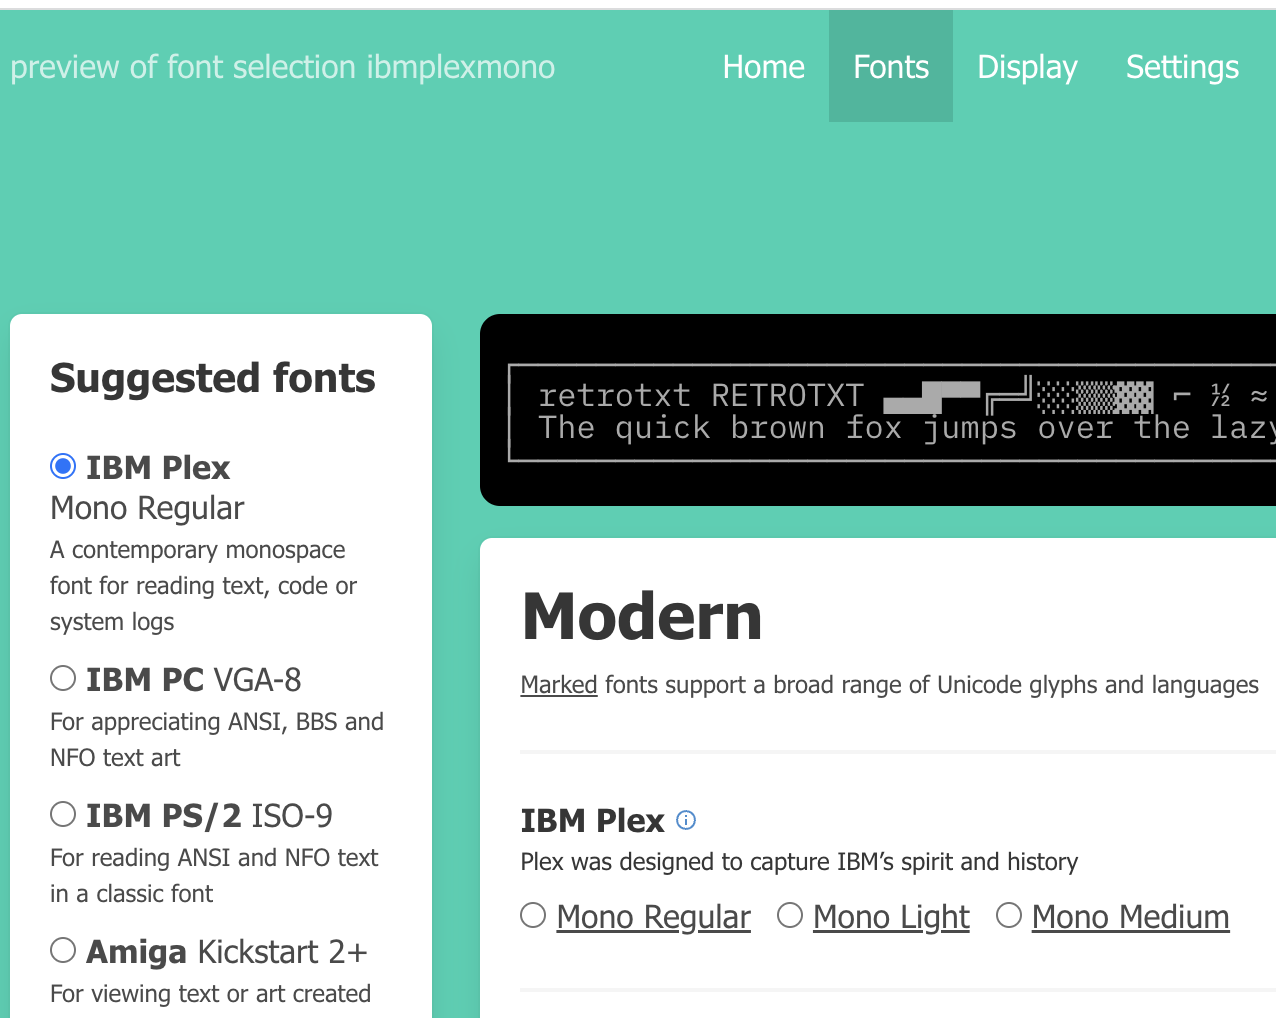 preview of font selection ibmplexmono
Home Fonts Display Settings
Suggested fonts
IBM Plex
Mono Regular
A contemporary monospace
font for reading text, code or
system logs
IBM PC VGA-8
For appreciating ANSI, BBS and
NFO text art
IBM PS/2 ISO-9
For reading ANSI and NFO text
in a classic font
Amiga Kickstart 2+
For viewing text or art created
retrotxt RETROTXT ▄▄█▀▀╔═╝░░▒▒▓▓ ⌐ ½ ≈
The quick brown fox jumps over the lazy
Modern
Marked fonts support a broad range of Unicode glyphs and languages
IBM Plex
Plex was designed to capture IBM’s spirit and history
Mono Regular Mono Light Mono Medium